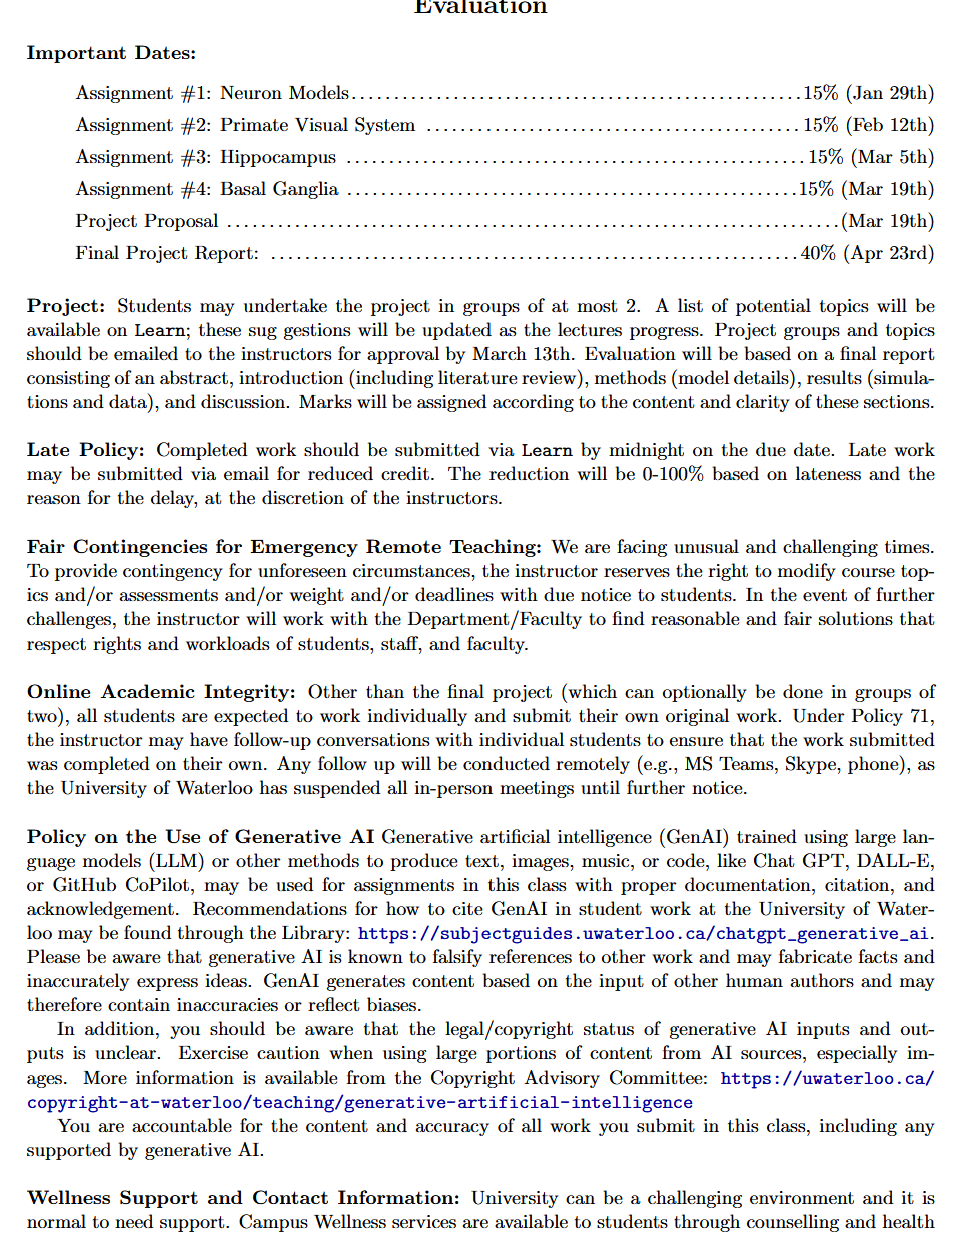 Evaluation
Important Dates:
Assignment #1: Neuron Models.....................................................15% (Jan 29th)
Assignment #2: Primate Visual System ............................................15% (Feb 12th)
Assignment #3: Hippocampus ......................................................15% (Mar 5th)
Assignment #4: Basal Ganglia .....................................................15% (Mar 19th)
Project Proposal ........................................................................(Mar 19th)
Final Project Report: ..............................................................40% (Apr 23rd)
Project: Students may undertake the project in groups of at most 2. A list of potential topics will be
available on Learn; these sug gestions will be updated as the lectures progress. Project groups and topics
should be emailed to the instructors for approval by March 13th. Evaluation will be based on a final report
consisting of an abstract, introduction (including literature review), methods (model details), results (simula-
tions and data), and discussion. Marks will be assigned according to the content and clarity of these sections.
Late Policy: Completed work should be submitted via Learn by midnight on the due date. Late work
may be submitted via email for reduced credit. The reduction will be 0-100% based on lateness and the
reason for the delay, at the discretion of the instructors.
Fair Contingencies for Emergency Remote Teaching: We are facing unusual and challenging times.
To provide contingency for unforeseen circumstances, the instructor reserves the right to modify course top-
ics and/or assessments and/or weight and/or deadlines with due notice to students. In the event of further
challenges, the instructor will work with the Department/Faculty to find reasonable and fair solutions that
respect rights and workloads of students, staff, and faculty.
Online Academic Integrity: Other than the final project (which can optionally be done in groups of
two), all students are expected to work individually and submit their own original work. Under Policy 71,
the instructor may have follow-up conversations with individual students to ensure that the work submitted
was completed on their own. Any follow up will be conducted remotely (e.g., MS Teams, Skype, phone), as
the University of Waterloo has suspended all in-person meetings until further notice.
Policy on the Use of Generative AI Generative artificial intelligence (GenAI) trained using large lan-
guage models (LLM) or other methods to produce text, images, music, or code, like Chat GPT, DALL-E,
or GitHub CoPilot, may be used for assignments in this class with proper documentation, citation, and
acknowledgement. Recommendations for how to cite GenAI in student work at the University of Water-
loo may be found through the Library: https://subjectguides.uwaterloo.ca/chatgpt_generative_ai.
Please be aware that generative AI is known to falsify references to other work and may fabricate facts and
inaccurately express ideas. GenAI generates content based on the input of other human authors and may
therefore contain inaccuracies or reflect biases.
In addition, you should be aware that the legal/copyright status of generative AI inputs and out-
puts is unclear. Exercise caution when using large portions of content from AI sources, especially im-
ages. More information is available from the Copyright Advisory Committee: https://uwaterloo.ca/
copyright-at-waterloo/teaching/generative-artificial-intelligence
You are accountable for the content and accuracy of all work you submit in this class, including any
supported by generative AI.
Wellness Support and Contact Information: University can be a challenging environment and it is
normal to need support. Campus Wellness services are available to students through counselling and health